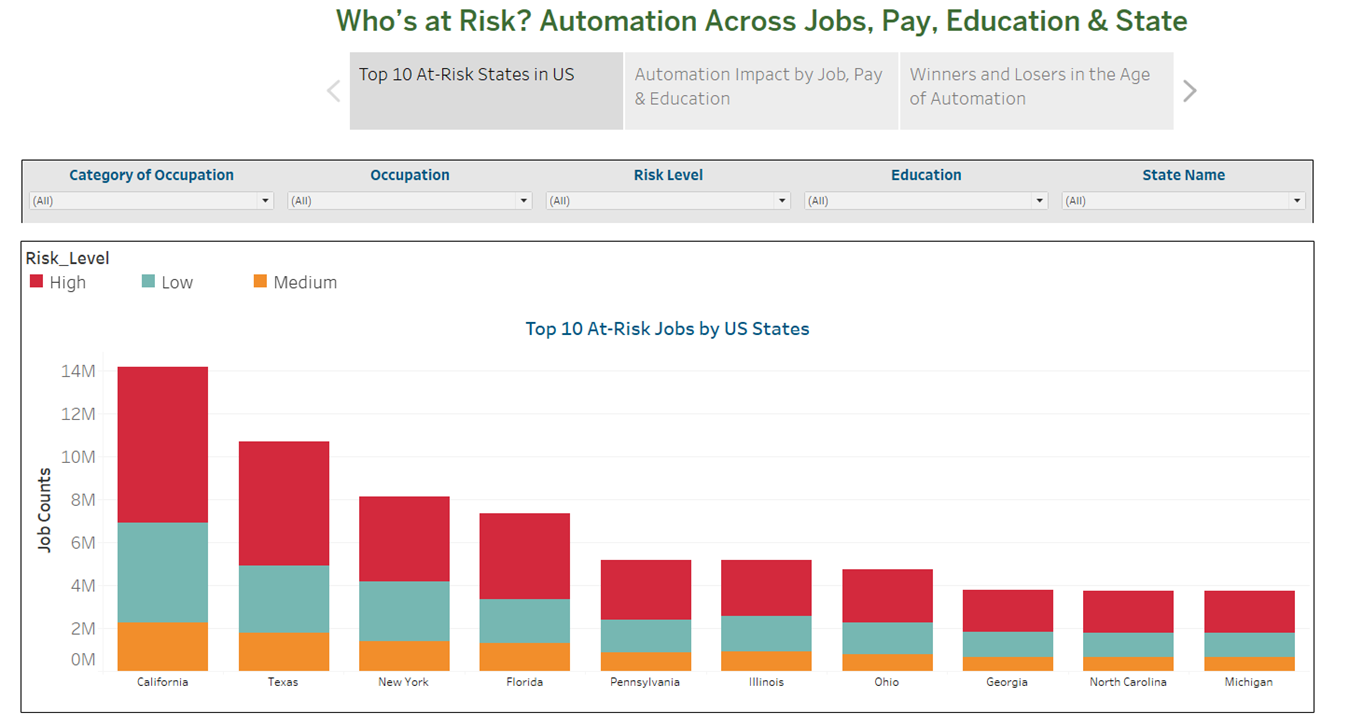 Who's at Risk? Automation Across Jobs, Pay, Education & State
Top 10 At-Risk States in US
Automation Impact by Job, Pay
& Education
Winners and Losers in the Age
of Automation
Category of Occupation
Occupation
Risk Level
Education
State Name
(All)
(All)
(All)
(All)
(All)
Risk_Level
High
Low
Medium
Top 10 At-Risk Jobs by US States
Job Counts
14M
12M
10M
8M
6M
4M
2M
0M
California
Texas
New York
Florida
Pennsylvania
Illinois
Ohio
Georgia
North Carolina
Michigan